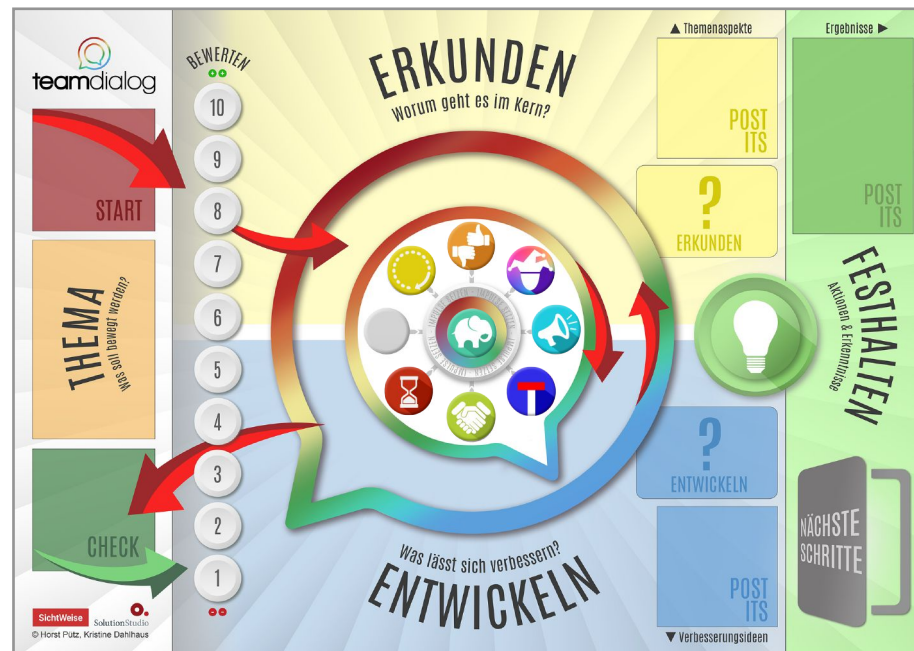 teamdialog
START
THEMA
Was soll bewegt werden?
CHECK
SichtWeise
SolutionStudio
© Horst Pütz, Kristine Dahlhaus
BEWERTEN
10
9
8
7
6
5
4
3
2
1
ERKUNDEN
Worum geht es im Kern?
Was lässt sich verbessern?
ENTWICKELN
▲ Themenaspekte
POST
ITS
?
ERKUNDEN
?
ENTWICKELN
POST
ITS
▼ Verbesserungsideen
Ergebnisse ►
POST
ITS
FESTHALTEN
Aktionen & Erkenntnisse
NÄCHSTE
SCHRITTE